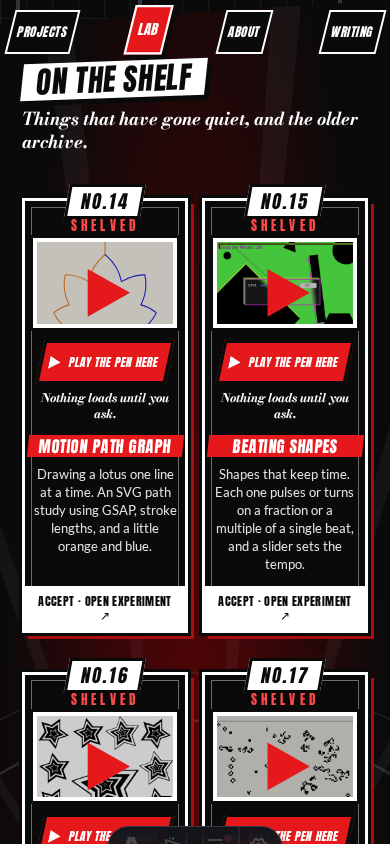 PROJECTS
LAB
ABOUT
WRITING
ON THE SHELF
Things that have gone quiet, and the older
archive.
NO.14
SHELVED
PLAY THE PEN HERE
Nothing loads until you
ask.
MOTION PATH GRAPH
Drawing a lotus one line
at a time. An SVG path
study using GSAP, stroke
lengths, and a little
orange and blue.
ACCEPT · OPEN EXPERIMENT
↗
NO.15
SHELVED
PLAY THE PEN HERE
Nothing loads until you
ask.
BEATING SHAPES
Shapes that keep time.
Each one pulses or turns
on a fraction or a
multiple of a single beat,
and a slider sets the
tempo.
ACCEPT · OPEN EXPERIMENT
↗
NO.16
SHELVED
PLAY THE
NO.17
SHELVED
PEN HERE